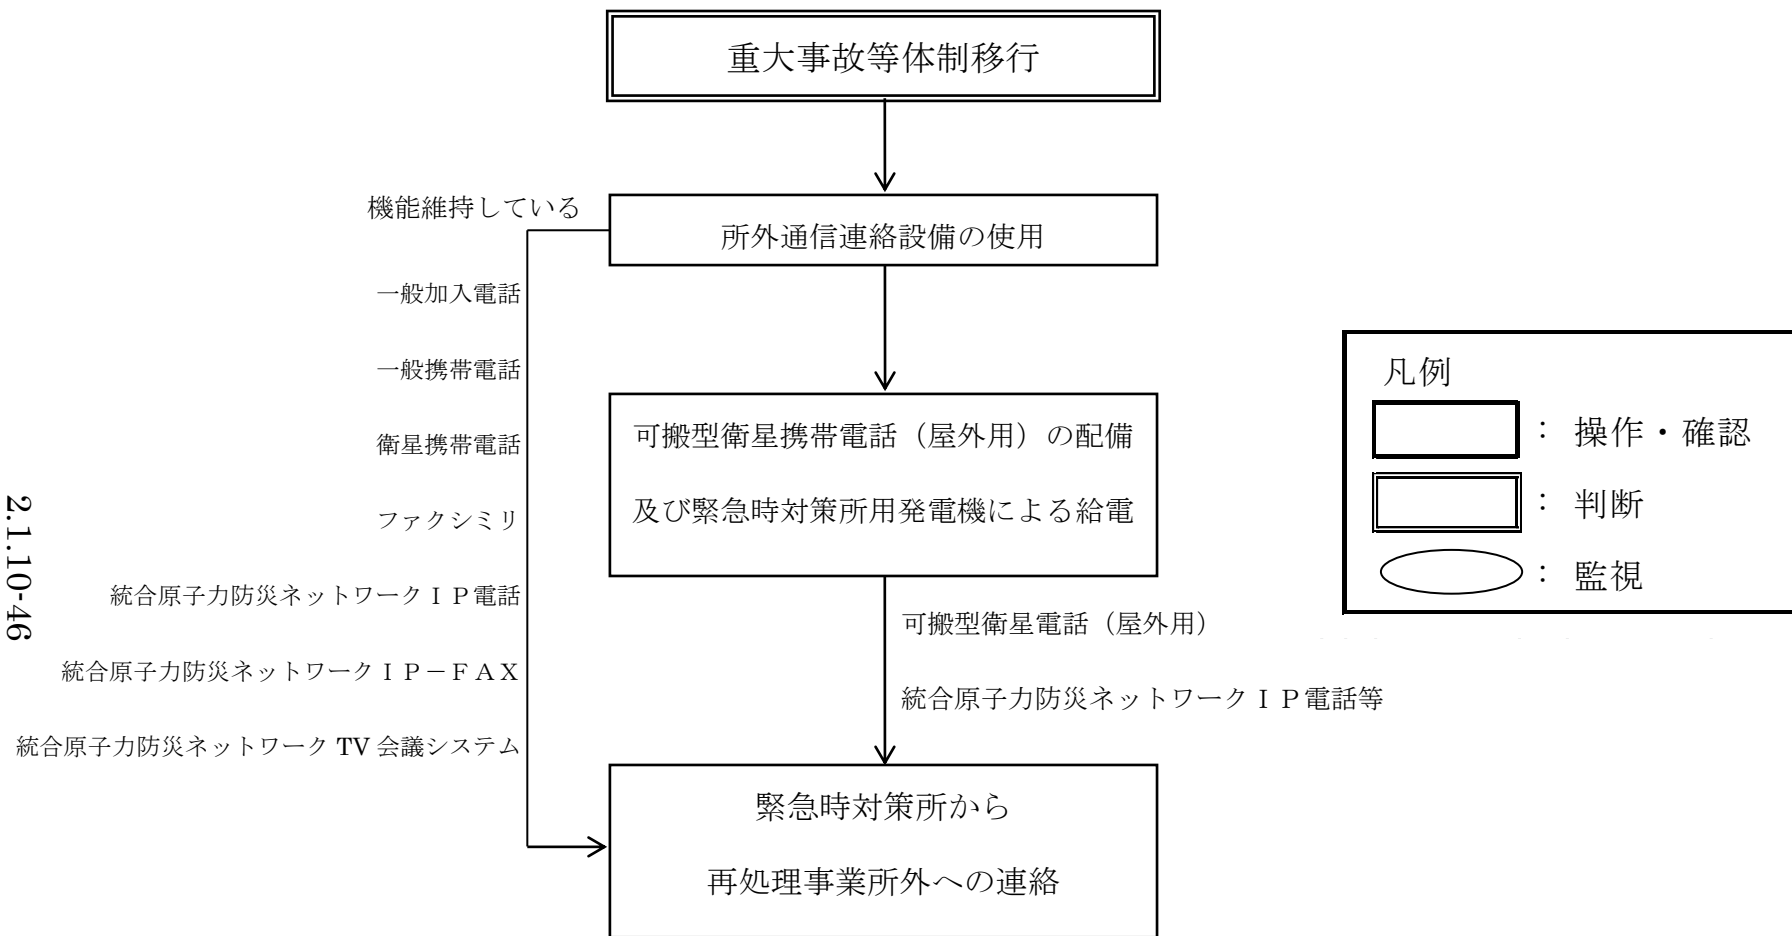 重大事故等体制移行
機能維持している
所外通信連絡設備の使用
一般加入電話
一般携帯電話
衛星携帯電話
ファクシミリ
統合原子力防災ネットワークＩＰ電話
統合原子力防災ネットワークＩＰ－ＦＡＸ
統合原子力防災ネットワーク TV 会議システム
可搬型衛星携帯電話（屋外用）の配備
及び緊急時対策所用発電機による給電
可搬型衛星電話（屋外用）
統合原子力防災ネットワークＩＰ電話等
緊急時対策所から
再処理事業所外への連絡
凡例
： 操作・確認
： 判断
： 監視
2.1.10-46